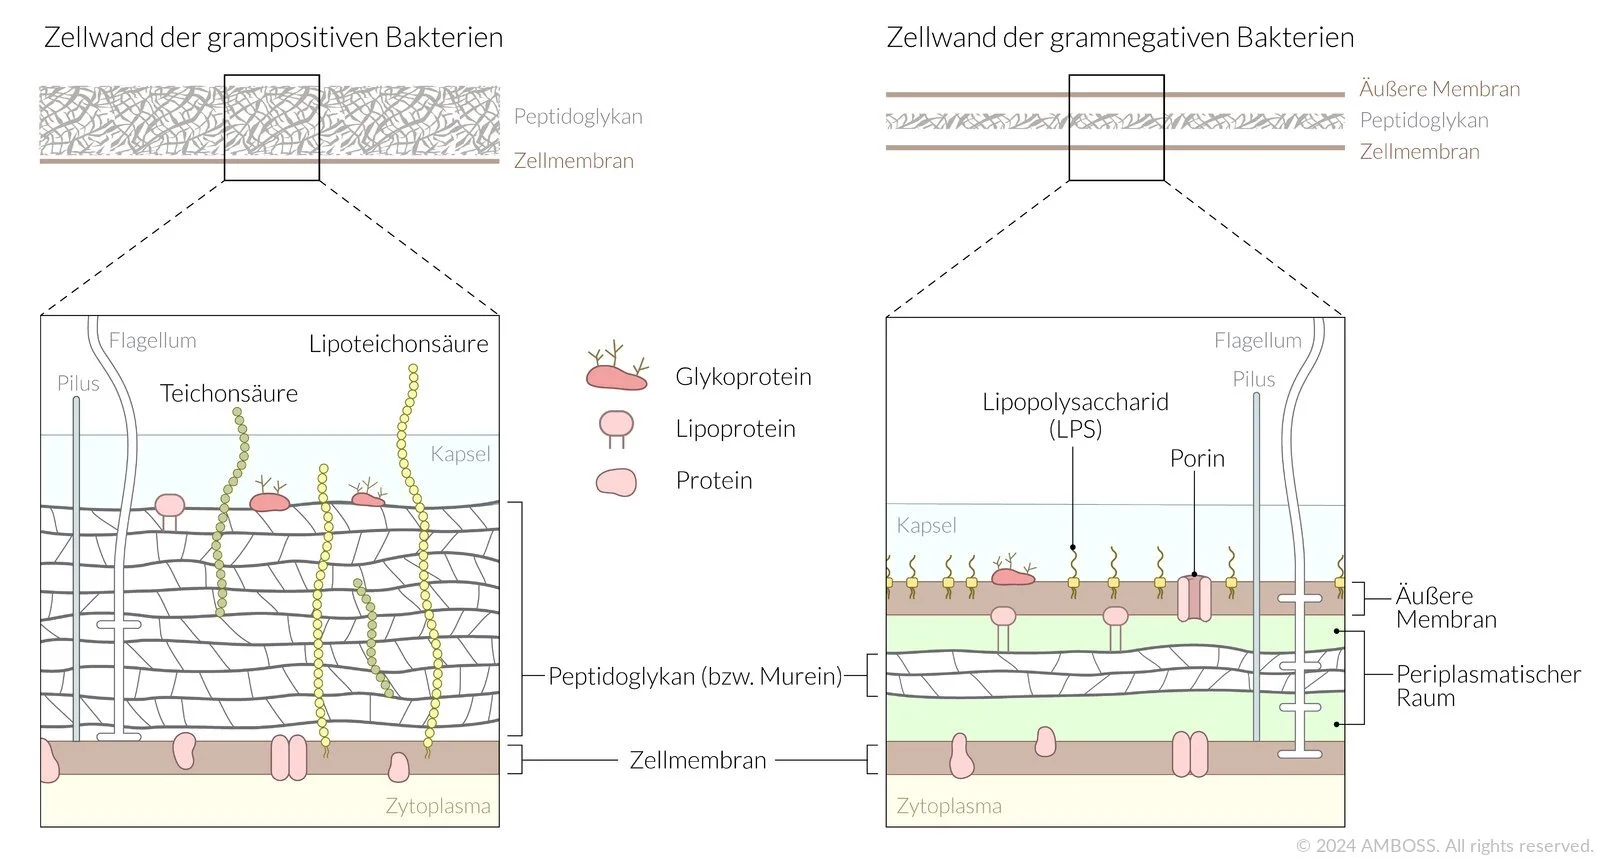 Zellwand der grampositiven Bakterien
Peptidoglykan
Zellmembran
Flagellum
Lipoteichonsäure
Pilus
Teichonsäure
Kapsel
Zytoplasma
Glykoprotein
Lipoprotein
Protein
Peptidoglykan (bzw. Murein)
Zellmembran
Zellwand der gramnegativen Bakterien
Äußere Membran
Peptidoglykan
Zellmembran
Flagellum
Pilus
Lipopolysaccharid
(LPS)
Porin
Kapsel
Äußere
Membran
Periplasmatischer
Raum
Zytoplasma
© 2024 AMBOSS. All rights reserved.